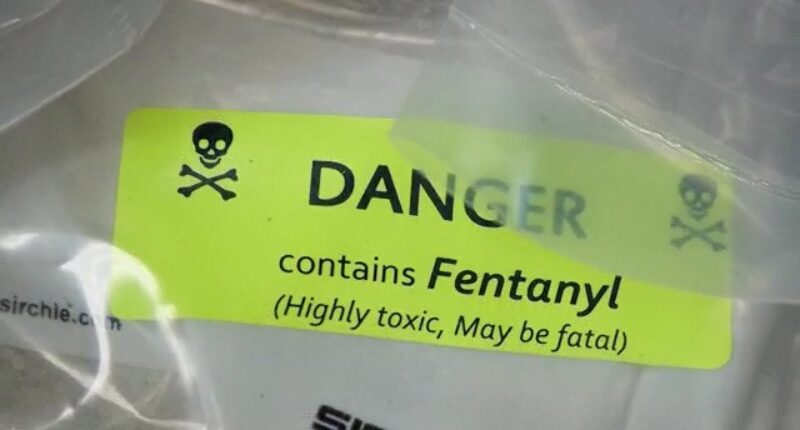 DANGER
contains Fentanyl
(Highly toxic, May be fatal)
sirchie.com